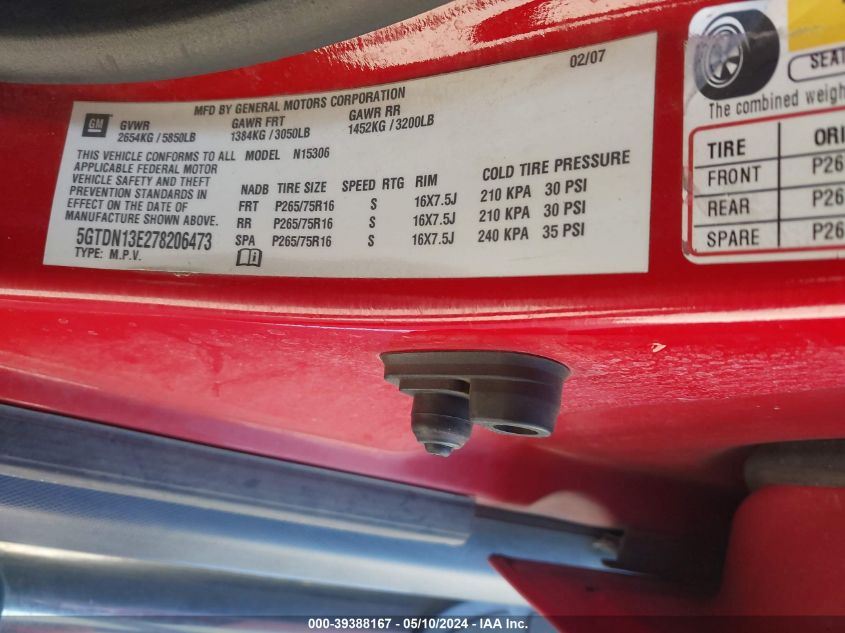 02/07
MFD BY GENERAL MOTORS CORPORATION
GM GVWR GAWR FRT GAWR RR
2654KG / 5850LB 1384KG / 3050LB 1452KG / 3200LB
THIS VEHICLE CONFORMS TO ALL MODEL N15306
APPLICABLE FEDERAL MOTOR
VEHICLE SAFETY AND THEFT
PREVENTION STANDARDS IN
EFFECT ON THE DATE OF
MANUFACTURE SHOWN ABOVE.
5GTDN13E278206473
TYPE: M.P.V.
NADB TIRE SIZE SPEED RTG RIM COLD TIRE PRESSURE
FRT P265/75R16 S 16X7.5J 210 KPA 30 PSI
RR P265/75R16 S 16X7.5J 210 KPA 30 PSI
SPA P265/75R16 S 16X7.5J 240 KPA 35 PSI
SEAT
The combined weigh
TIRE ORI
FRONT P26
REAR P26
SPARE P26
000-39388167 - 05/10/2024 - IAA Inc.